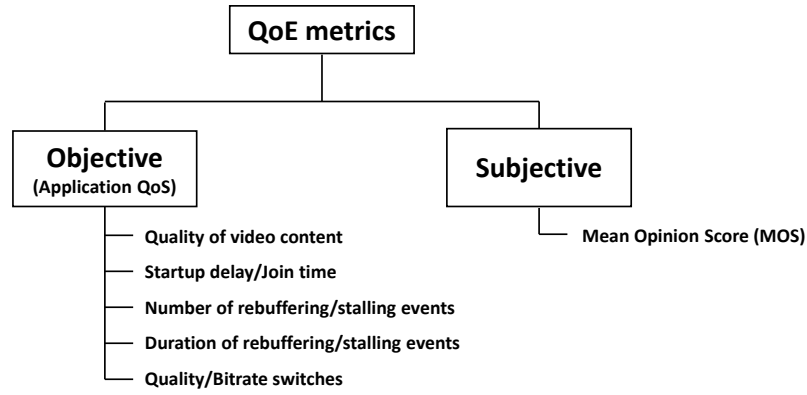 QoE metrics
Objective
(Application QoS)
Subjective
Quality of video content
Mean Opinion Score (MOS)
Startup delay/Join time
Number of rebuffering/stalling events
Duration of rebuffering/stalling events
Quality/Bitrate switches